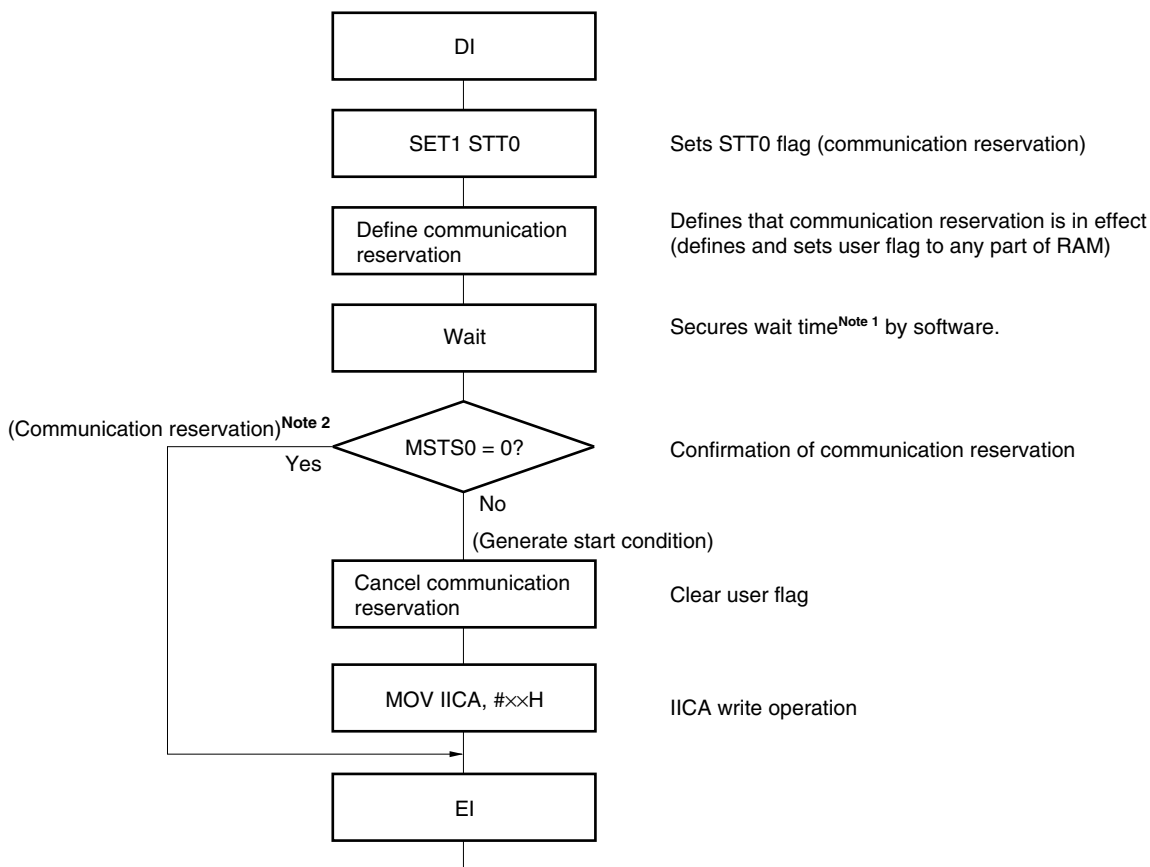 DI
SET1 STT0
Sets STT0 flag (communication reservation)
Define communication
reservation
Defines that communication reservation is in effect
(defines and sets user flag to any part of RAM)
Wait
Secures wait timeNote 1 by software.
(Communication reservation)Note 2
Yes
MSTS0 = 0?
Confirmation of communication reservation
No
(Generate start condition)
Cancel communication
reservation
Clear user flag
MOV IICA, #××H
IICA write operation
EI